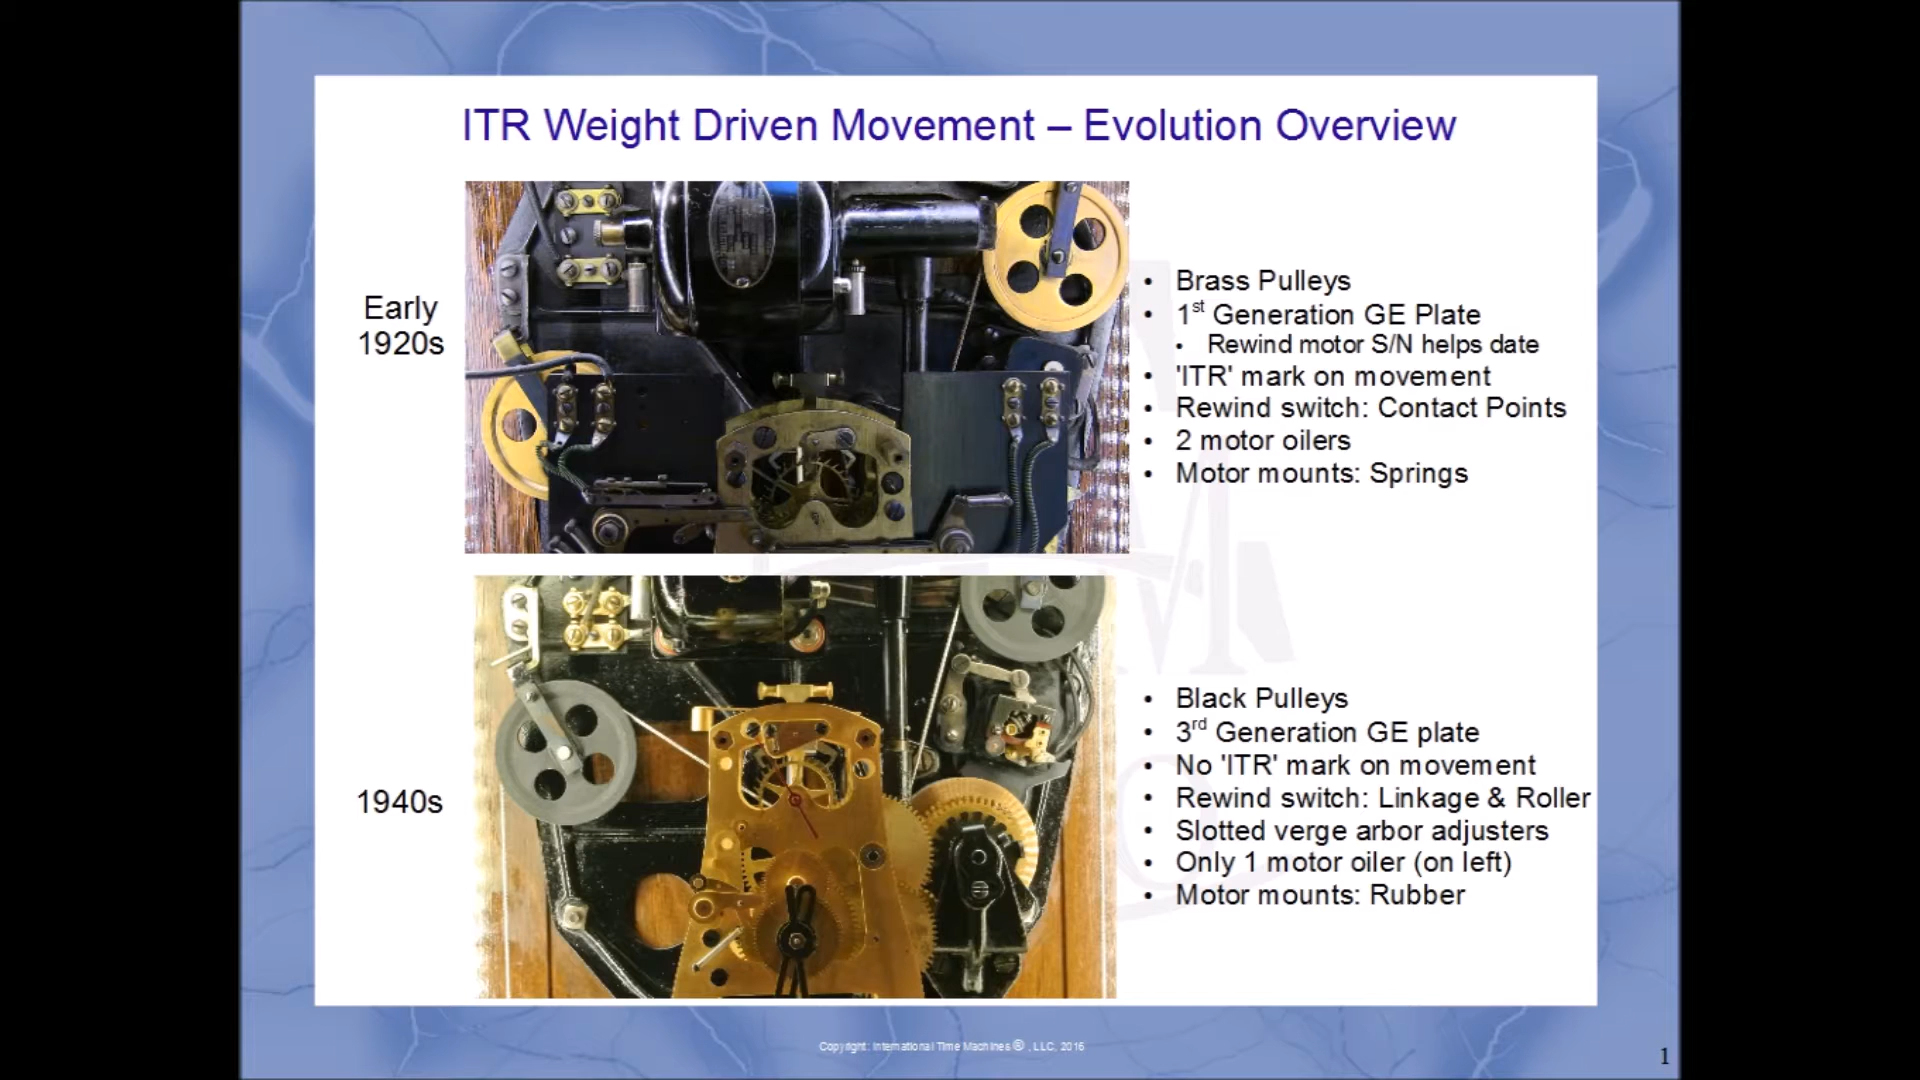 ITR Weight Driven Movement – Evolution Overview
Early
1920s
• Brass Pulleys
• 1st Generation GE Plate
• Rewind motor S/N helps date
• 'ITR' mark on movement
• Rewind switch: Contact Points
• 2 motor oilers
• Motor mounts: Springs
1940s
• Black Pulleys
• 3rd Generation GE plate
• No 'ITR' mark on movement
• Rewind switch: Linkage & Roller
• Slotted verge arbor adjusters
• Only 1 motor oiler (on left)
• Motor mounts: Rubber
Copyright: International Time Machines ® , LLC, 2016
1